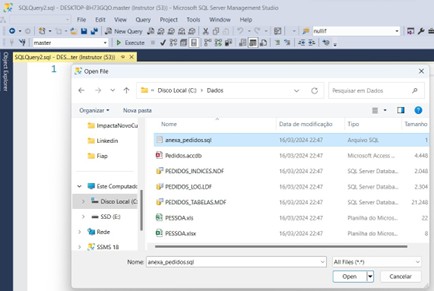 SQLQuery2.sql - DESKTOP-BH73GQO.master (Instrutor (53)) - Microsoft SQL Server Management Studio
File Edit View Query Project Tools Window Help
New Query
nullif
master
Execute
SQLQuery2.sql - DES...ter (Instrutor (53))
Object Explorer
1
Open File
Disco Local (C:) > Dados
Pesquisar em Dados
Organizar
Nova pasta
Nome Data de modificação Tipo Tamanho
ImpactaNovoCu
Linkedin
Fiap
Este Computado
Disco Local (C:
SSD (E:)
Rede
SSMS 18
anexa_pedidos.sql 16/03/2024 22:47 Arquivo SQL 1
Pedidos.accdb 16/03/2024 22:47 Microsoft Access ... 4.448
PEDIDOS_INDICES.NDF 16/03/2024 22:47 SQL Server Databa... 2.048
PEDIDOS_LOG.LDF 16/03/2024 22:47 SQL Server Databa... 2.304
PEDIDOS_TABELAS.MDF 16/03/2024 22:47 SQL Server Databa... 21.248
PESSOA.xls 16/03/2024 22:47 Planilha do Micros... 22
PESSOA.xlsx 16/03/2024 22:47 Planilha do Micros... 8
Nome: anexa_pedidos.sql
All Files (*.*)
Open
Cancelar